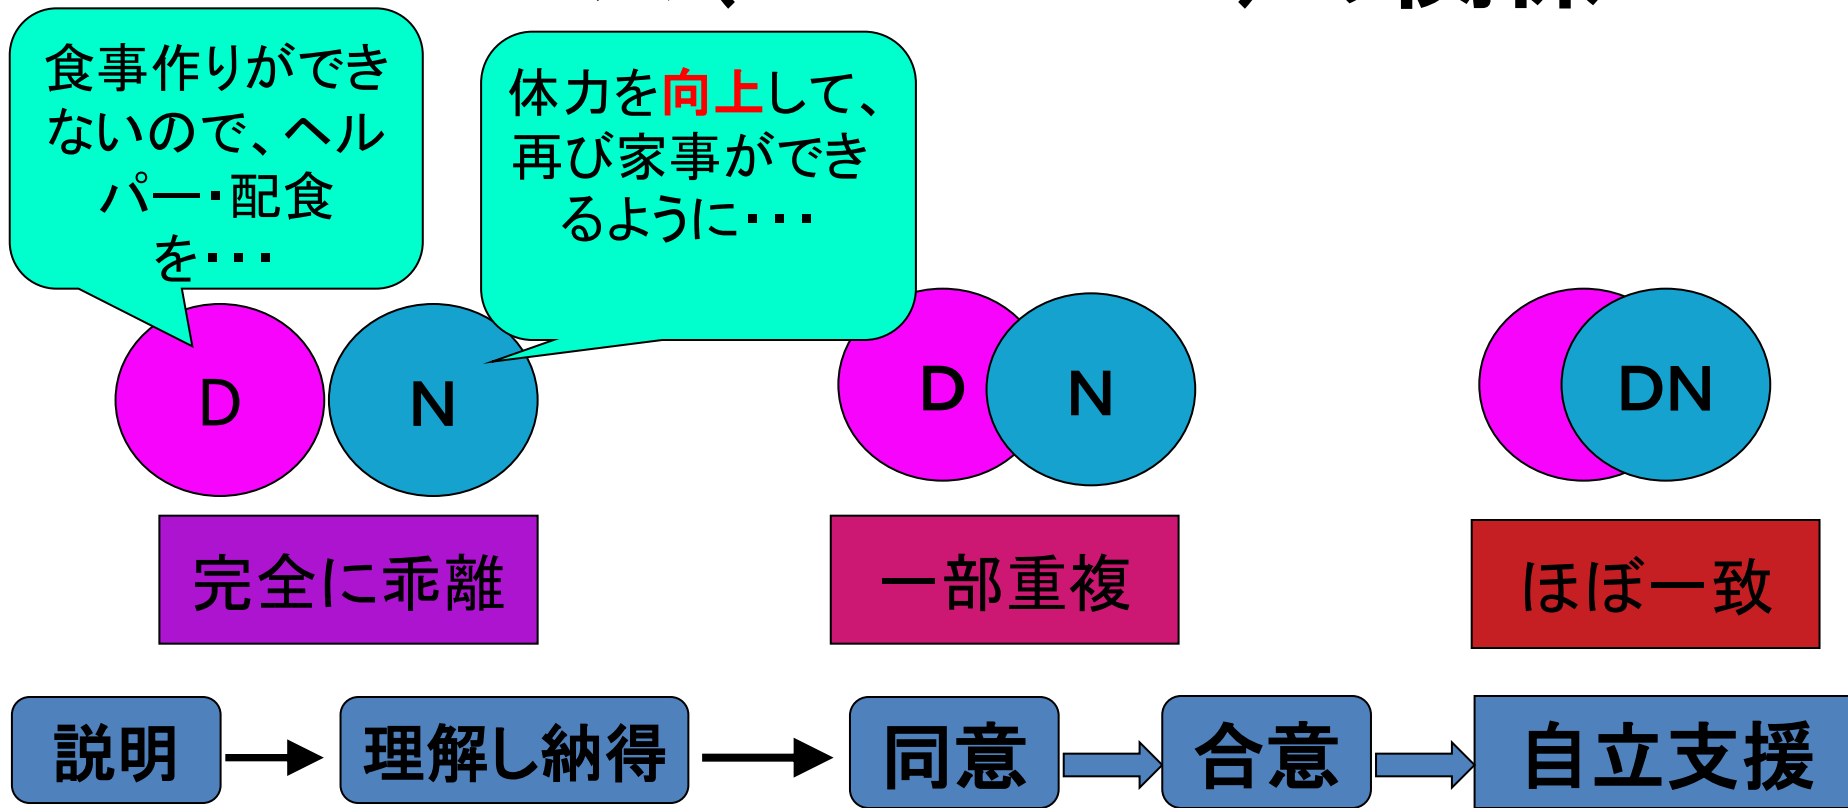 食事作りができ
ないので、ヘル
パー・配食
を・・・
体力を向上して、
再び家事ができ
るように・・・
D
N
D
N
DN
完全に乖離
一部重複
ほぼ一致
説明
理解し納得
同意
合意
自立支援